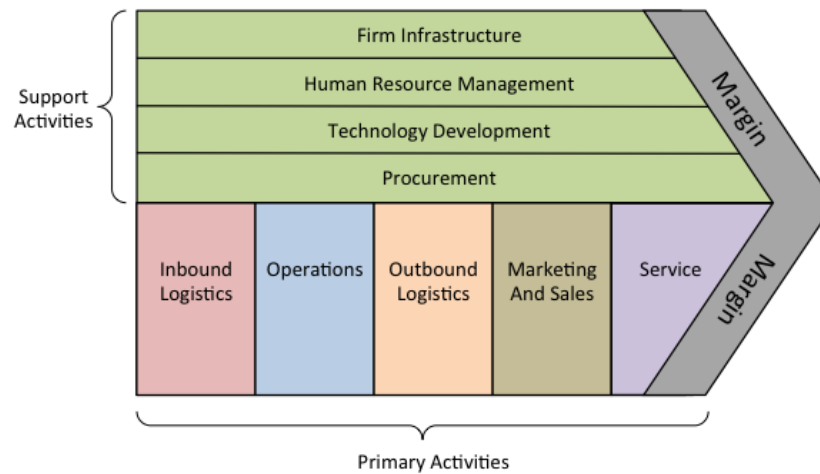 Firm Infrastructure
Human Resource Management
Technology Development
Procurement
Support
Activities
Margin
Inbound
Logistics
Operations
Outbound
Logistics
Marketing
And Sales
Service
Margin
Primary Activities